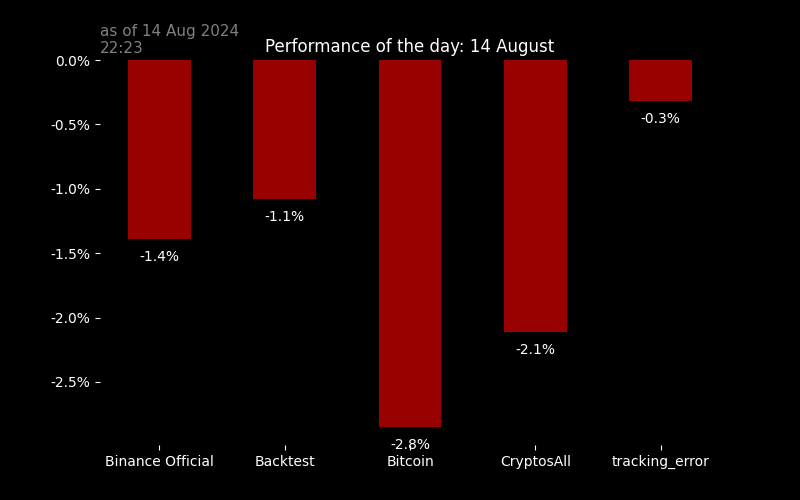 as of 14 Aug 2024
22:23
Performance of the day: 14 August
0.0%
-0.5%
-1.0%
-1.5%
-2.0%
-2.5%
-1.4%
-1.1%
-2.8%
-2.1%
-0.3%
Binance Official
Backtest
Bitcoin
CryptosAll
tracking_error